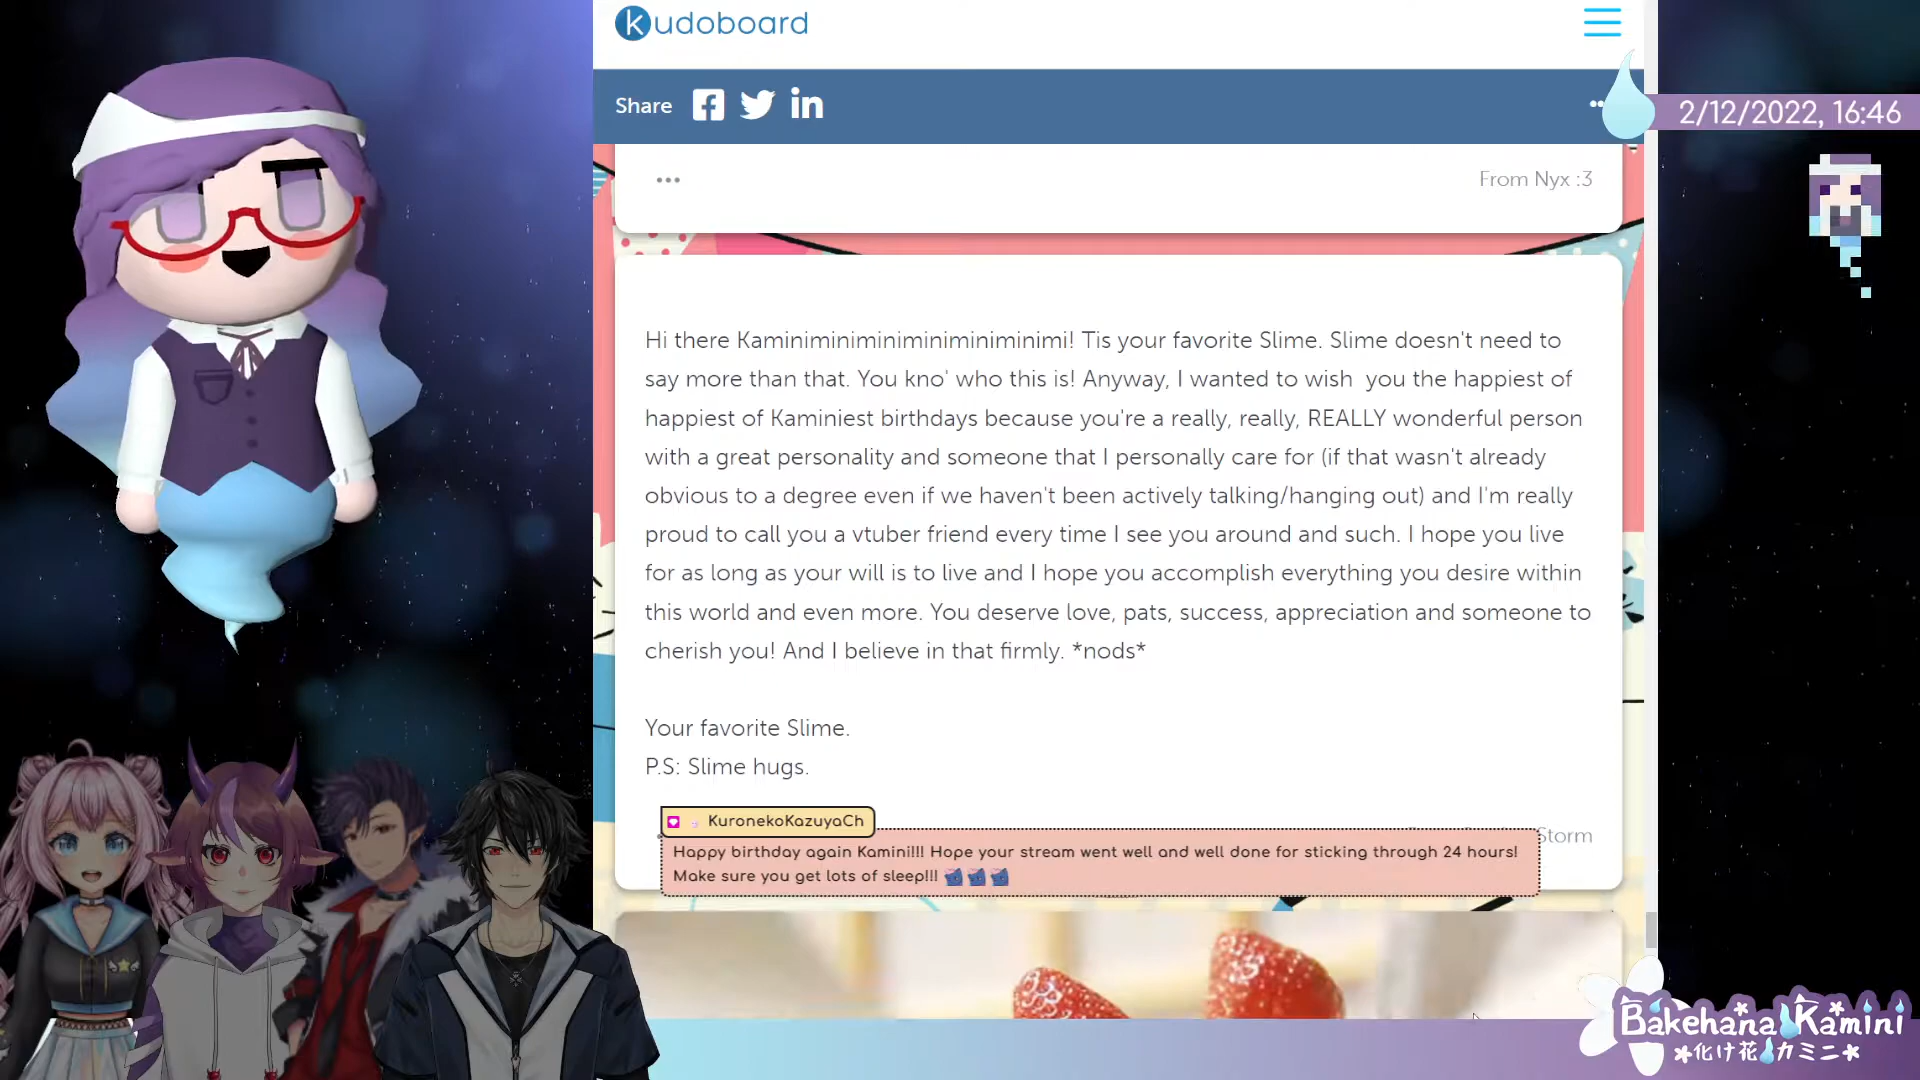 kudoboard
Share
2/12/2022, 16:46
From Nyx :3
Hi there Kaminiminiminiminiminiminimi! Tis your favorite Slime. Slime doesn't need to
say more than that. You kno' who this is! Anyway, I wanted to wish you the happiest of
happiest of Kaminiest birthdays because you're a really, really, REALLY wonderful person
with a great personality and someone that I personally care for (if that wasn't already
obvious to a degree even if we haven't been actively talking/hanging out) and I'm really
proud to call you a vtuber friend every time I see you around and such. I hope you live
for as long as your will is to live and I hope you accomplish everything you desire within
this world and even more. You deserve love, pats, success, appreciation and someone to
cherish you! And I believe in that firmly. *nods*
Your favorite Slime.
P.S: Slime hugs.
KuronekoKazuyaCh
Storm
Happy birthday again Kamini!!! Hope your stream went well and well done for sticking through 24 hours!
Make sure you get lots of sleep!!!
Bakehana Kamini
化け花カミニ